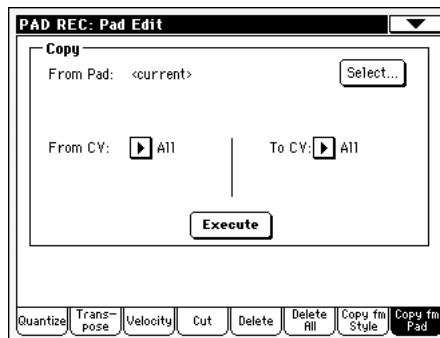 PAD REC: Pad Edit
Copy
From Pad: <current>
Select...
From CV: All
To CV: All
Execute
Quantize Trans-pose Velocity Cut Delete Delete All Copy fm Style Copy fm Pad